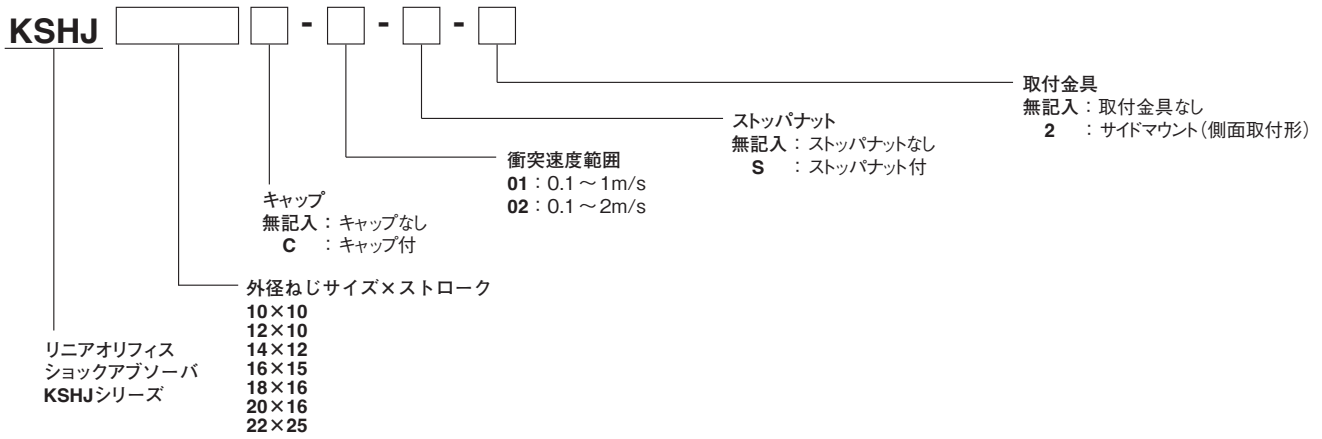 KSHJ - - -
取付金具
無記入：取付金具なし
2 ：サイドマウント（側面取付形）
ストッパナット
無記入：ストッパナットなし
S ：ストッパナット付
衝突速度範囲
01：0.1～1m/s
02：0.1～2m/s
キャップ
無記入：キャップなし
C ：キャップ付
外径ねじサイズ×ストローク
10×10
12×10
14×12
16×15
18×16
20×16
22×25
リニアオリフィス
ショックアブソーバ
KSHJシリーズ